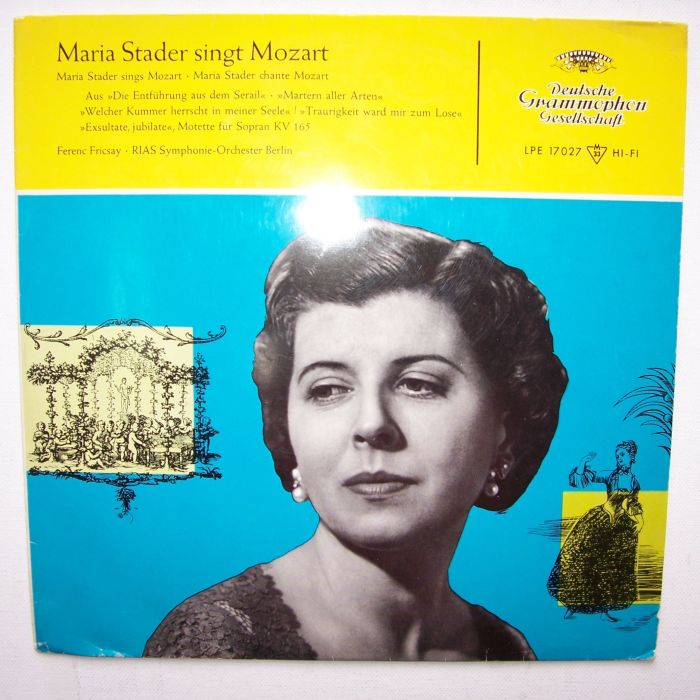 Maria Stader singt Mozart
Maria Stader sings Mozart · Maria Stader chante Mozart
Aus »Die Entführung aus dem Serail« · »Martern aller Arten«
»Welcher Kummer herrscht in meiner Seele« / »Traurigkeit ward mir zum Lose«
»Exsultate, jubilate«, Motette für Sopran KV 165
Ferenc Fricsay · RIAS Symphonie-Orchester Berlin
Deutsche
Grammophon
Gesellschaft
LPE 17027 M 33 HI-FI